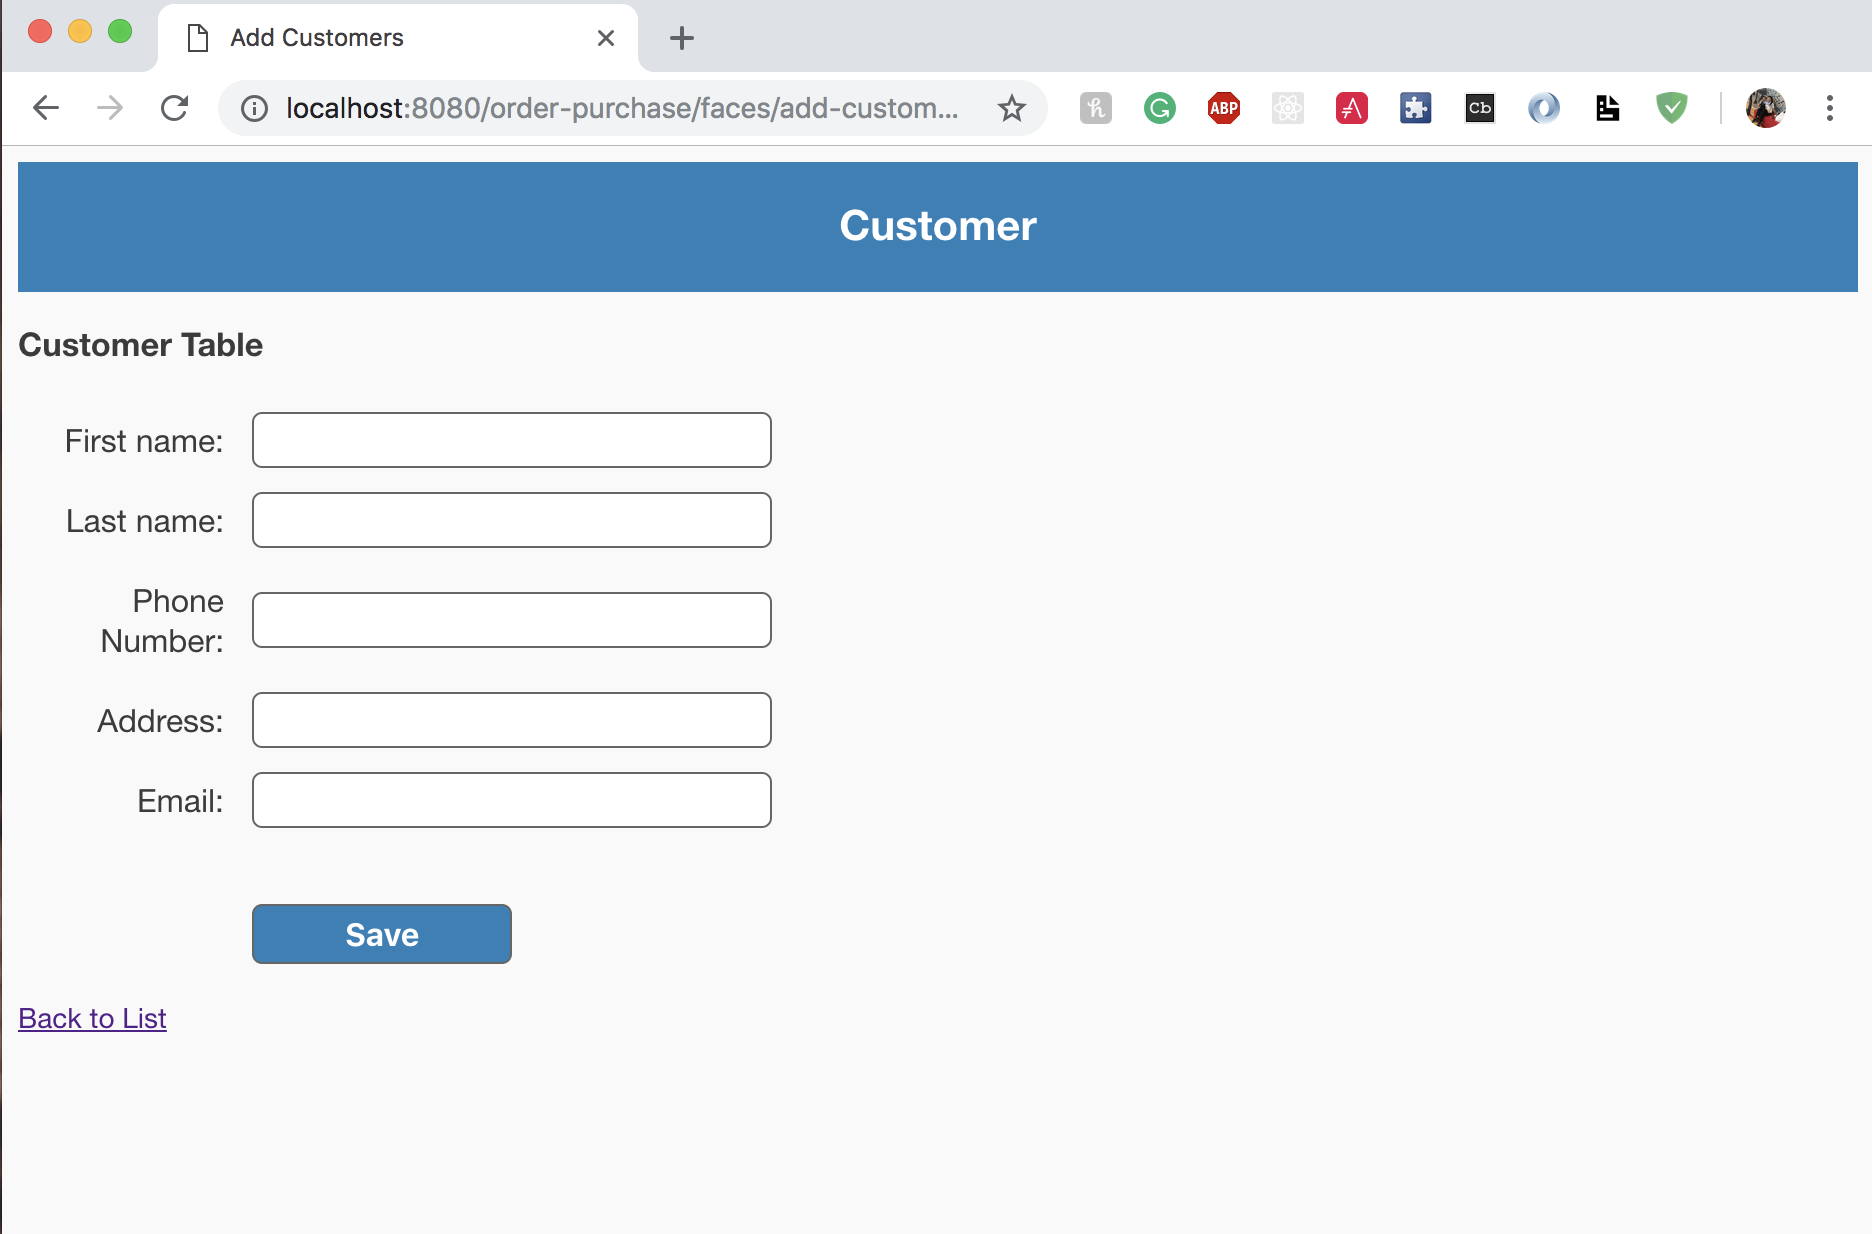 Add Customers
localhost:8080/order-purchase/faces/add-custom...
ABP
Cb
Customer
Customer Table
First name:
Last name:
Phone
Number:
Address:
Email:
Save
Back to List